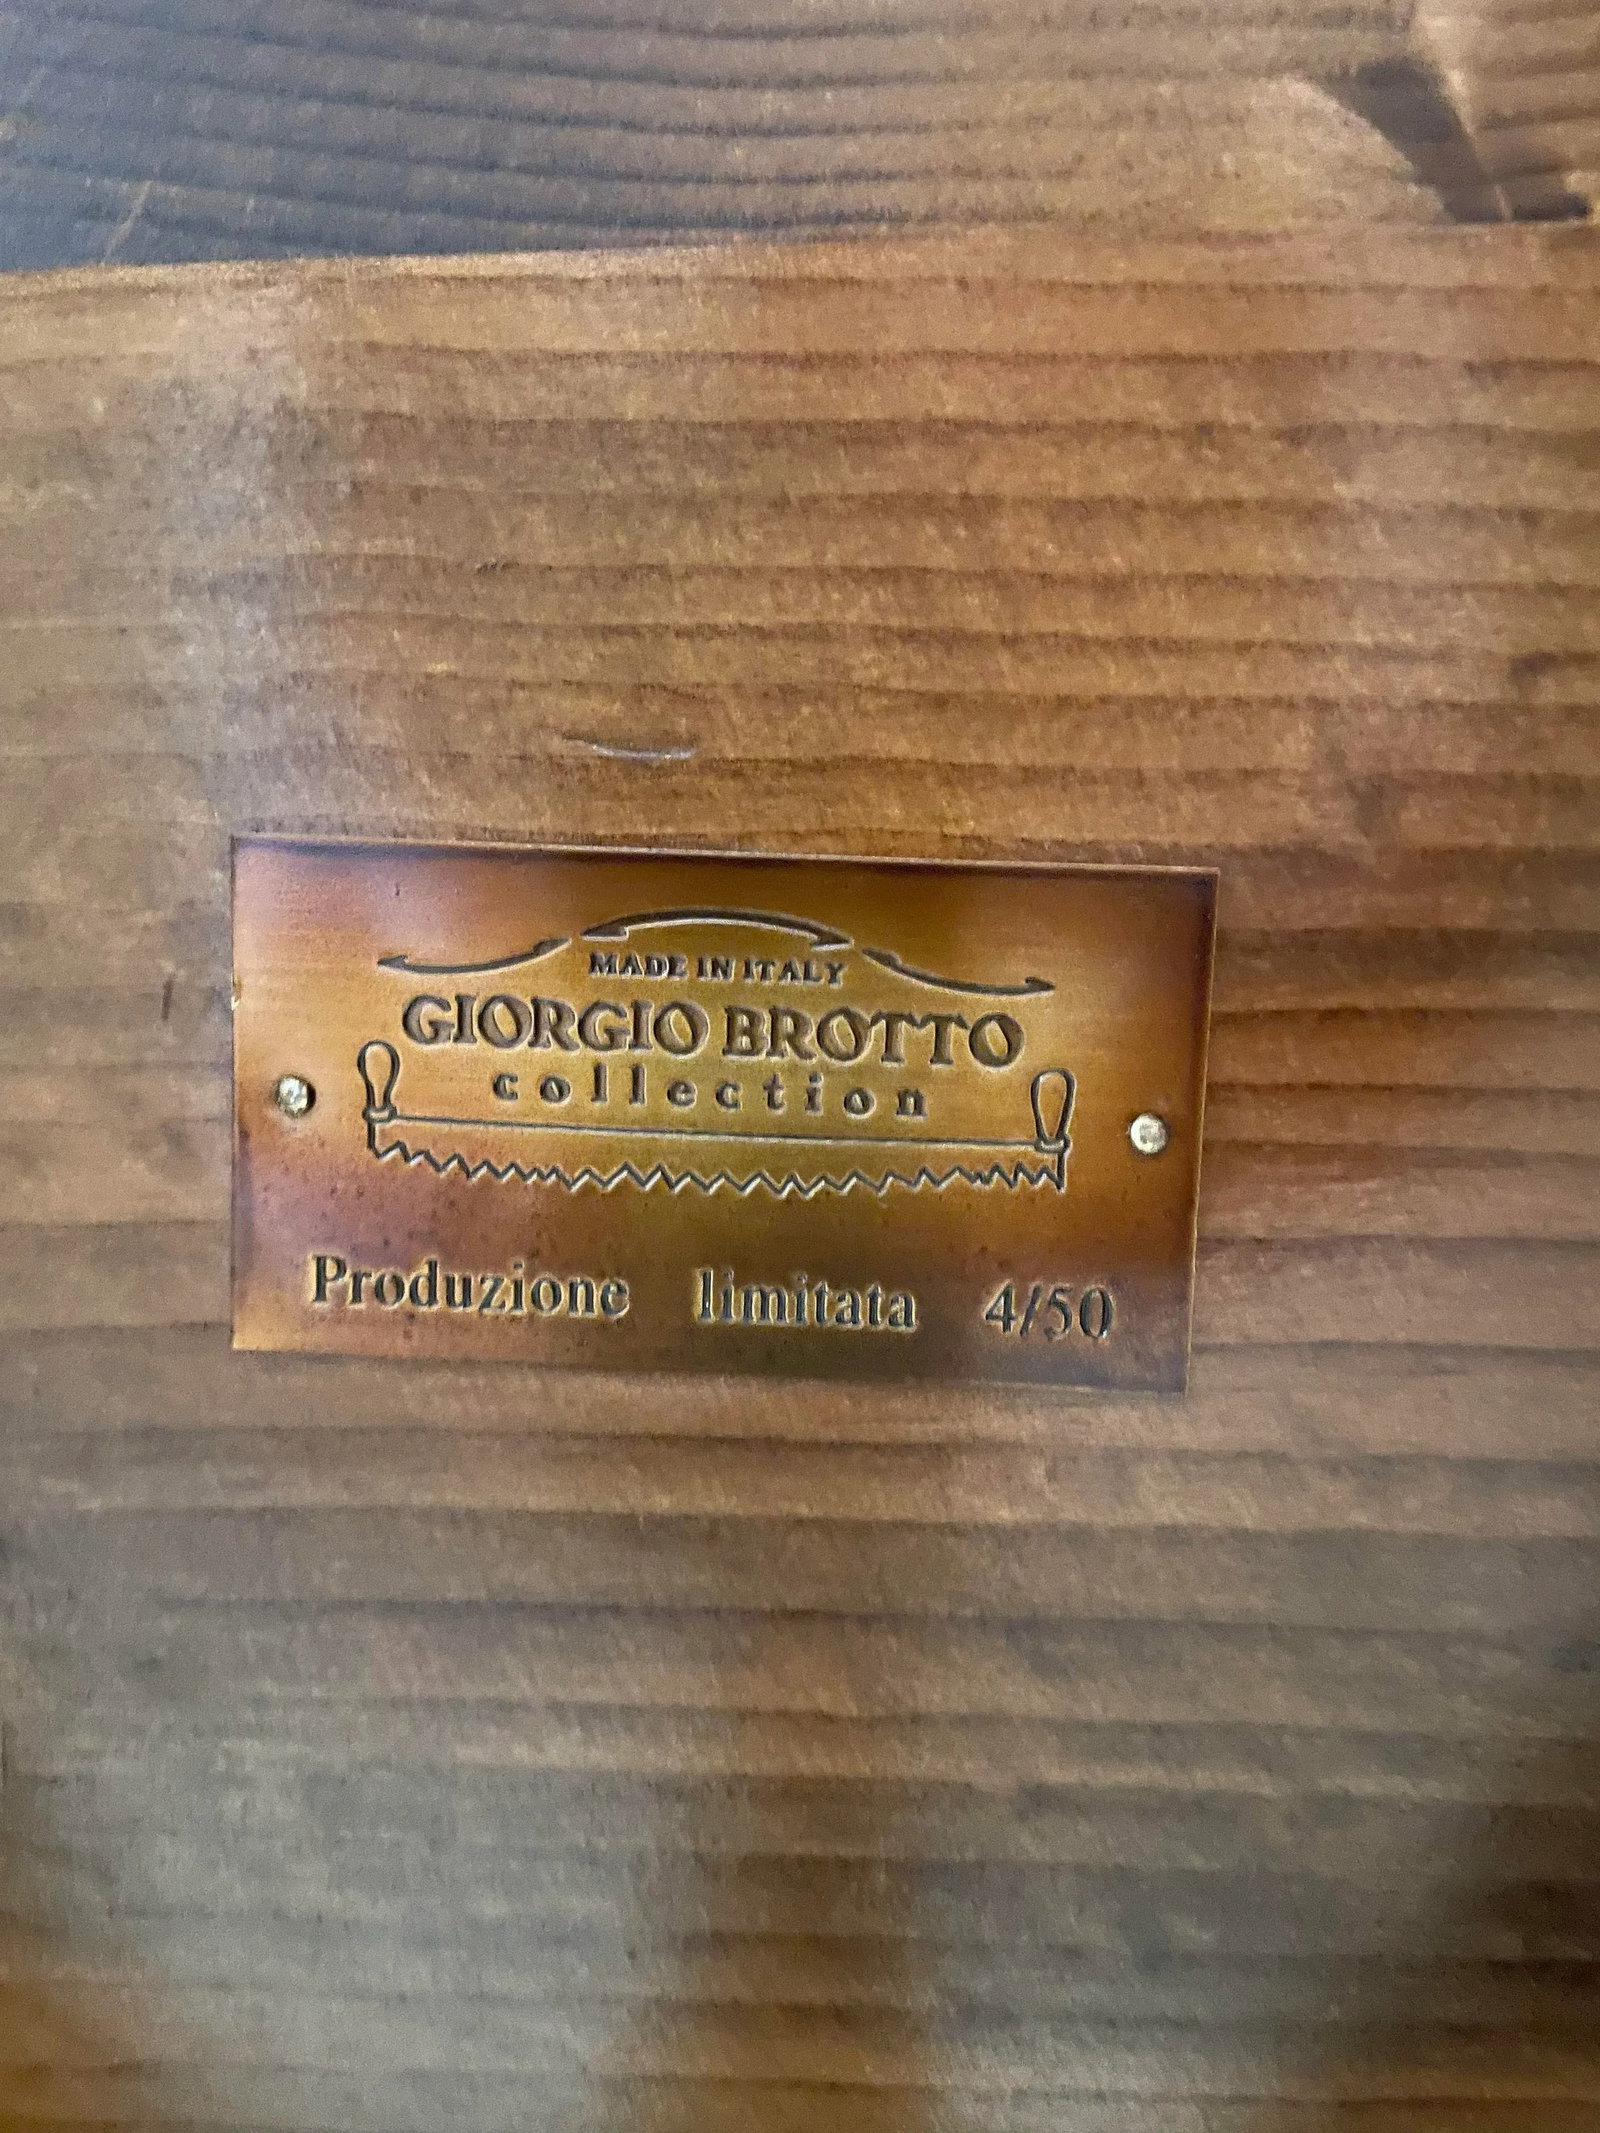 MADE IN ITALY
GIORGIO BROTTO
collection
Produzione limitata 4/50